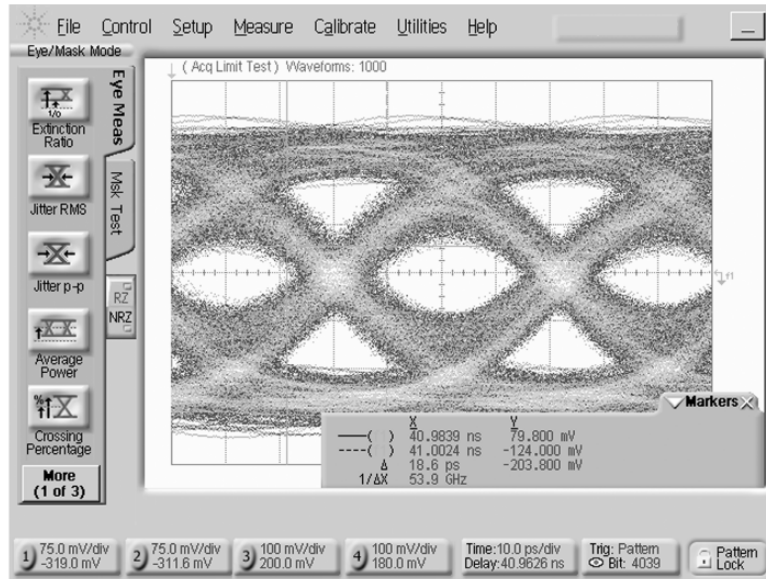 File Control Setup Measure Calibrate Utilities Help
Eye/Mask Mode
(Acq Limit Test) Waveforms: 1000
Eye Meas
Msk Test
1/0
Extinction
Ratio
Jitter RMS
Jitter p-p
RZ
NRZ
Average
Power
%
Crossing
Percentage
More
(1 of 3)
f1
Markers
X Y
——( ) 40.9839 ns 79.800 mV
----( ) 41.0024 ns -124.000 mV
Δ 18.6 ps -203.800 mV
1/ΔX 53.9 GHz
1 75.0 mV/div
-319.0 mV
2 75.0 mV/div
-311.6 mV
3 100 mV/div
200.0 mV
4 100 mV/div
180.0 mV
Time:10.0 ps/div
Delay:40.9626 ns
Trig: Pattern
Bit: 4039
Pattern
Lock